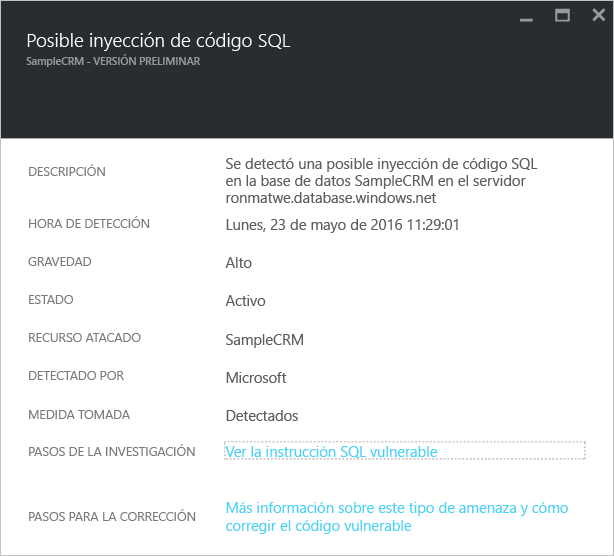 Posible inyección de código SQL
SampleCRM - VERSIÓN PRELIMINAR
DESCRIPCIÓN
Se detectó una posible inyección de código SQL
en la base de datos SampleCRM en el servidor
ronmatwe.database.windows.net
HORA DE DETECCIÓN
Lunes, 23 de mayo de 2016 11:29:01
GRAVEDAD
Alto
ESTADO
Activo
RECURSO ATACADO
SampleCRM
DETECTADO POR
Microsoft
MEDIDA TOMADA
Detectados
PASOS DE LA INVESTIGACIÓN
Ver la instrucción SQL vulnerable
PASOS PARA LA CORRECCIÓN
Más información sobre este tipo de amenaza y cómo
corregir el código vulnerable